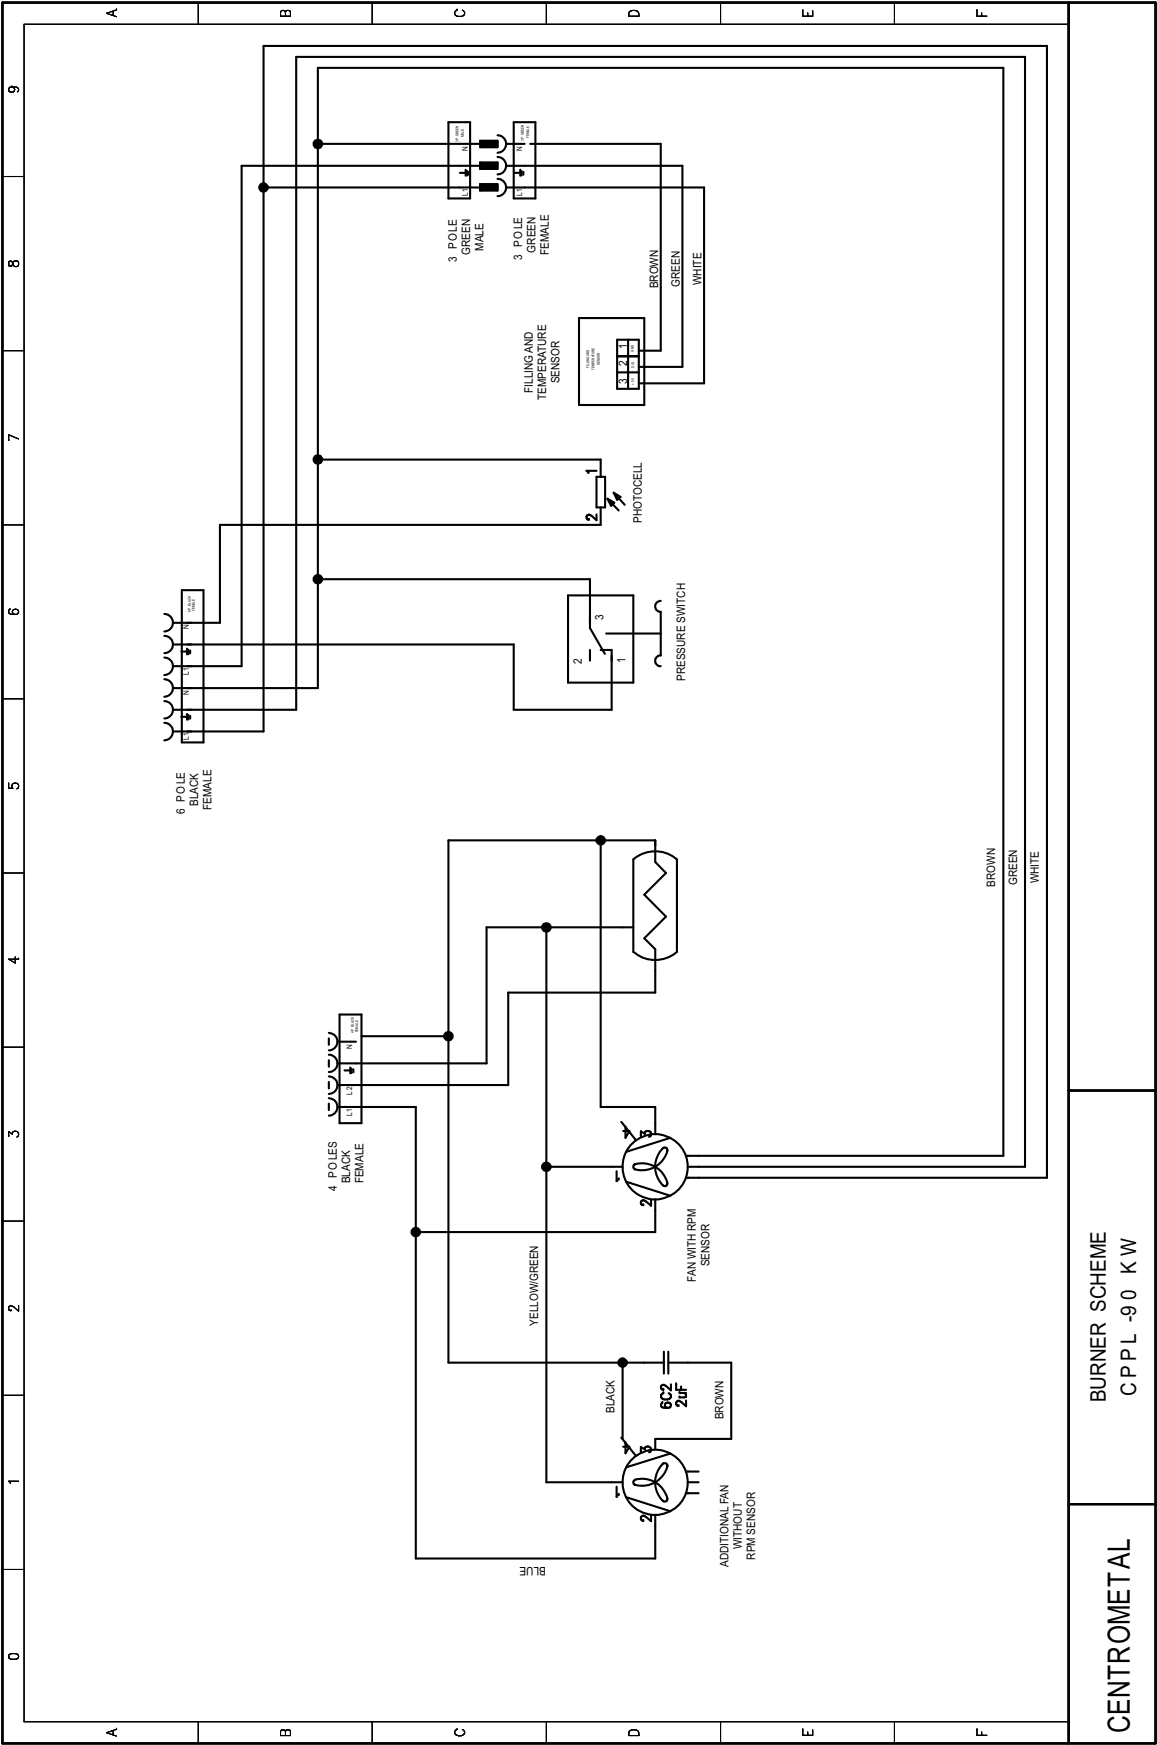 0 1 2 3 4 5 6 7 8 9
A
B
C
D
E
F
A
B
C
D
E
F
6 POLE
BLACK
FEMALE
L1
N
L1
N
4 POLES
BLACK
FEMALE
L1
L2
N
3 POLE
GREEN
MALE
L1
N
3 POLE
GREEN
FEMALE
L1
N
FILLING AND
TEMPERATURE
SENSOR
3 2 1
BROWN
GREEN
WHITE
2
1
PHOTOCELL
2
3
1
PRESSURE SWITCH
BLUE
YELLOW/GREEN
BLACK
6C2
2uF
BROWN
1
2
3
4
ADDITIONAL FAN
WITHOUT
RPM SENSOR
1
2
3
4
FAN WITH RPM
SENSOR
BROWN
GREEN
WHITE
CENTROMETAL
BURNER SCHEME
CPPL -90 KW